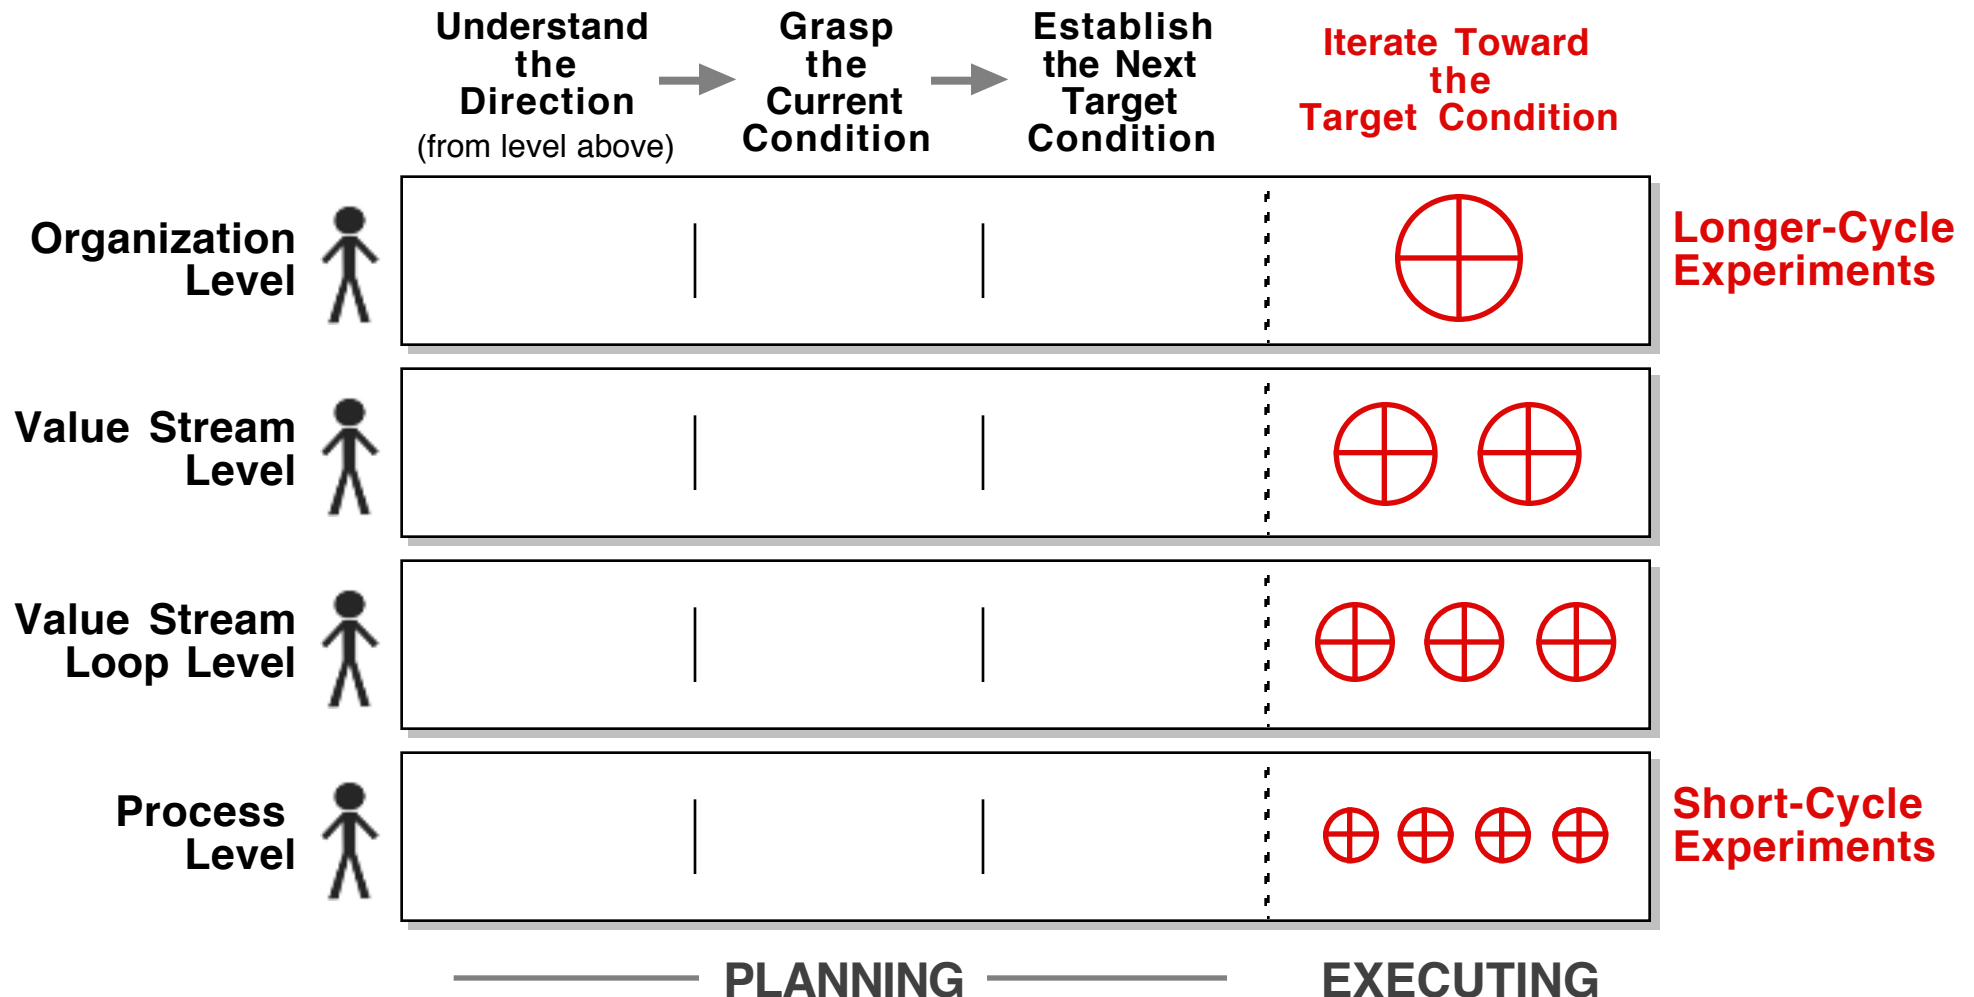 Understand
the
Direction
(from level above)
Grasp
the
Current
Condition
Establish
the Next
Target
Condition
Iterate Toward
the
Target Condition
Organization
Level
Longer-Cycle
Experiments
Value Stream
Level
Value Stream
Loop Level
Process
Level
Short-Cycle
Experiments
PLANNING
EXECUTING